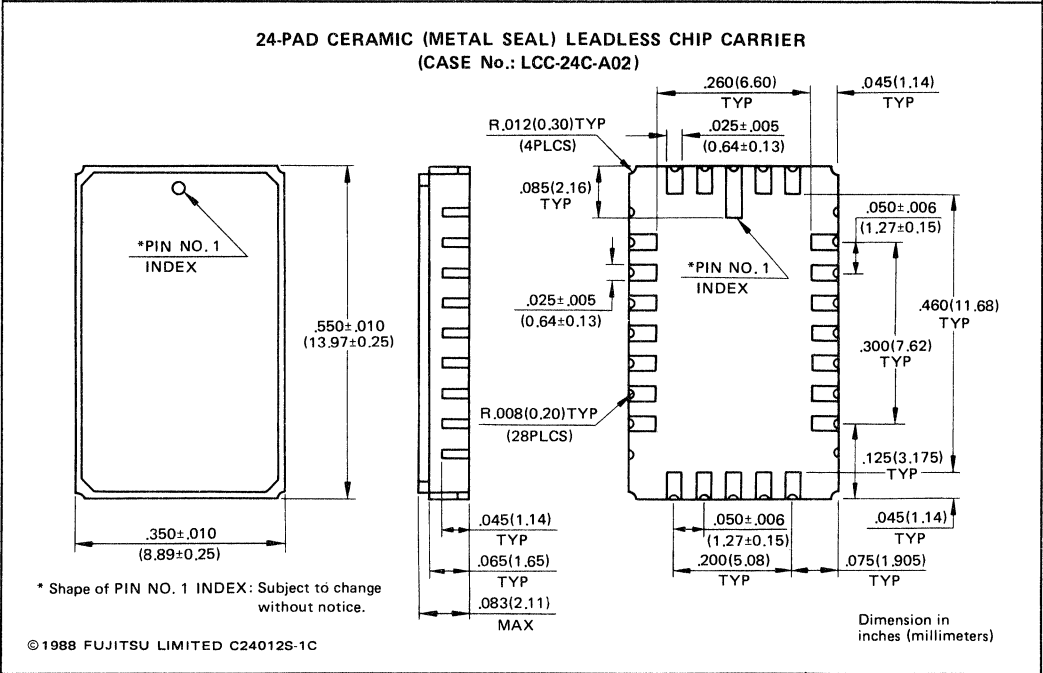 24-PAD CERAMIC (METAL SEAL) LEADLESS CHIP CARRIER
(CASE No.: LCC-24C-A02)
.260(6.60)
TYP
.045(1.14)
TYP
R.012(0.30)TYP
(4PLCS)
.025±.005
(0.64±0.13)
.085(2.16)
TYP
.050±.006
(1.27±0.15)
*PIN NO. 1
INDEX
*PIN NO. 1
INDEX
.025±.005
(0.64±0.13)
.460(11.68)
TYP
.550±.010
(13.97±0.25)
.300(7.62)
TYP
R.008(0.20)TYP
(28PLCS)
.125(3.175)
TYP
.350±.010
(8.89±0.25)
.045(1.14)
TYP
.050±.006
(1.27±0.15)
.045(1.14)
TYP
.065(1.65)
TYP
.200(5.08)
TYP
.075(1.905)
TYP
.083(2.11)
MAX
* Shape of PIN NO. 1 INDEX: Subject to change
without notice.
Dimension in
inches (millimeters)
©1988 FUJITSU LIMITED C24012S-1C